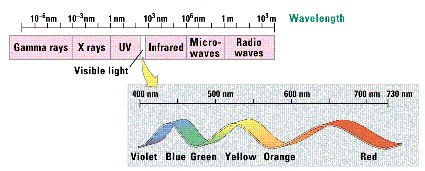 10⁻⁶nm 10⁻³nm 1 nm 10³nm 10⁶nm 1 m 10³m Wavelength
Gamma rays X rays UV Infrared Micro-
waves Radio
waves
Visible light
400 nm 500 nm 600 nm 700 nm 730 nm
Violet Blue Green Yellow Orange Red